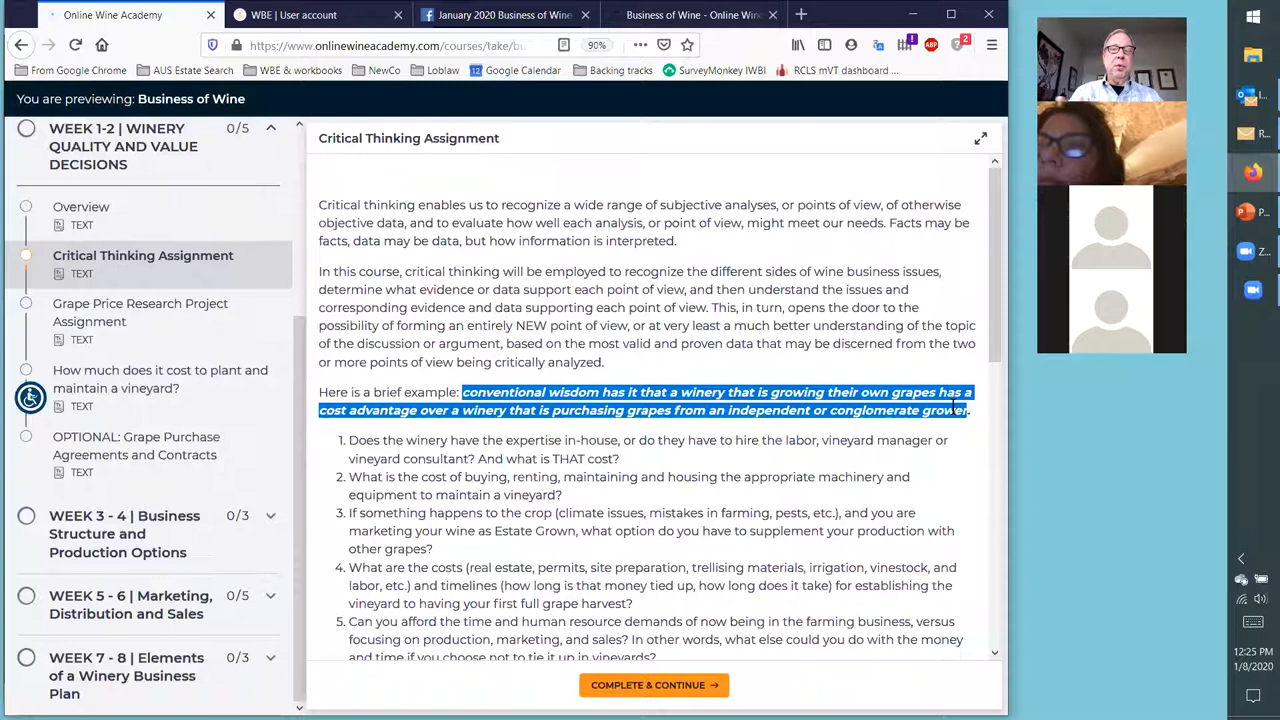 Online Wine Academy
WBE | User account
January 2020 Business of Wine
Business of Wine - Online Wine
https://www.onlinewineacademy.com/courses/take/bu
90%
ABP
2
From Google Chrome
AUS Estate Search
WBE & workbooks
NewCo
Loblaw
12
Google Calendar
Backing tracks
SurveyMonkey IWBI
RCLS mVT dashboard ...
You are previewing: Business of Wine
WEEK 1-2 | WINERY
QUALITY AND VALUE
DECISIONS
0/5
Overview
TEXT
Critical Thinking Assignment
TEXT
Grape Price Research Project
Assignment
TEXT
How much does it cost to plant and
maintain a vineyard?
TEXT
OPTIONAL: Grape Purchase
Agreements and Contracts
TEXT
WEEK 3 - 4 | Business
Structure and
Production Options
0/3
WEEK 5 - 6 | Marketing,
Distribution and Sales
0/5
WEEK 7 - 8 | Elements
of a Winery Business
Plan
0/3
Critical Thinking Assignment
Critical thinking enables us to recognize a wide range of subjective analyses, or points of view, of otherwise
objective data, and to evaluate how well each analysis, or point of view, might meet our needs. Facts may be
facts, data may be data, but how information is interpreted.
In this course, critical thinking will be employed to recognize the different sides of wine business issues,
determine what evidence or data support each point of view, and then understand the issues and
corresponding evidence and data supporting each point of view. This, in turn, opens the door to the
possibility of forming an entirely NEW point of view, or at very least a much better understanding of the topic
of the discussion or argument, based on the most valid and proven data that may be discerned from the two
or more points of view being critically analyzed.
Here is a brief example: conventional wisdom has it that a winery that is growing their own grapes has a
cost advantage over a winery that is purchasing grapes from an independent or conglomerate grower.
1. Does the winery have the expertise in-house, or do they have to hire the labor, vineyard manager or
vineyard consultant? And what is THAT cost?
2. What is the cost of buying, renting, maintaining and housing the appropriate machinery and
equipment to maintain a vineyard?
3. If something happens to the crop (climate issues, mistakes in farming, pests, etc.), and you are
marketing your wine as Estate Grown, what option do you have to supplement your production with
other grapes?
4. What are the costs (real estate, permits, site preparation, trellising materials, irrigation, vinestock, and
labor, etc.) and timelines (how long is that money tied up, how long does it take) for establishing the
vineyard to having your first full grape harvest?
5. Can you afford the time and human resource demands of now being in the farming business, versus
focusing on production, marketing, and sales? In other words, what else could you do with the money
and time if you choose not to tie it up in vineyards?
COMPLETE & CONTINUE →
I...
R...
F...
P...
Z...
12:25 PM
1/8/2020